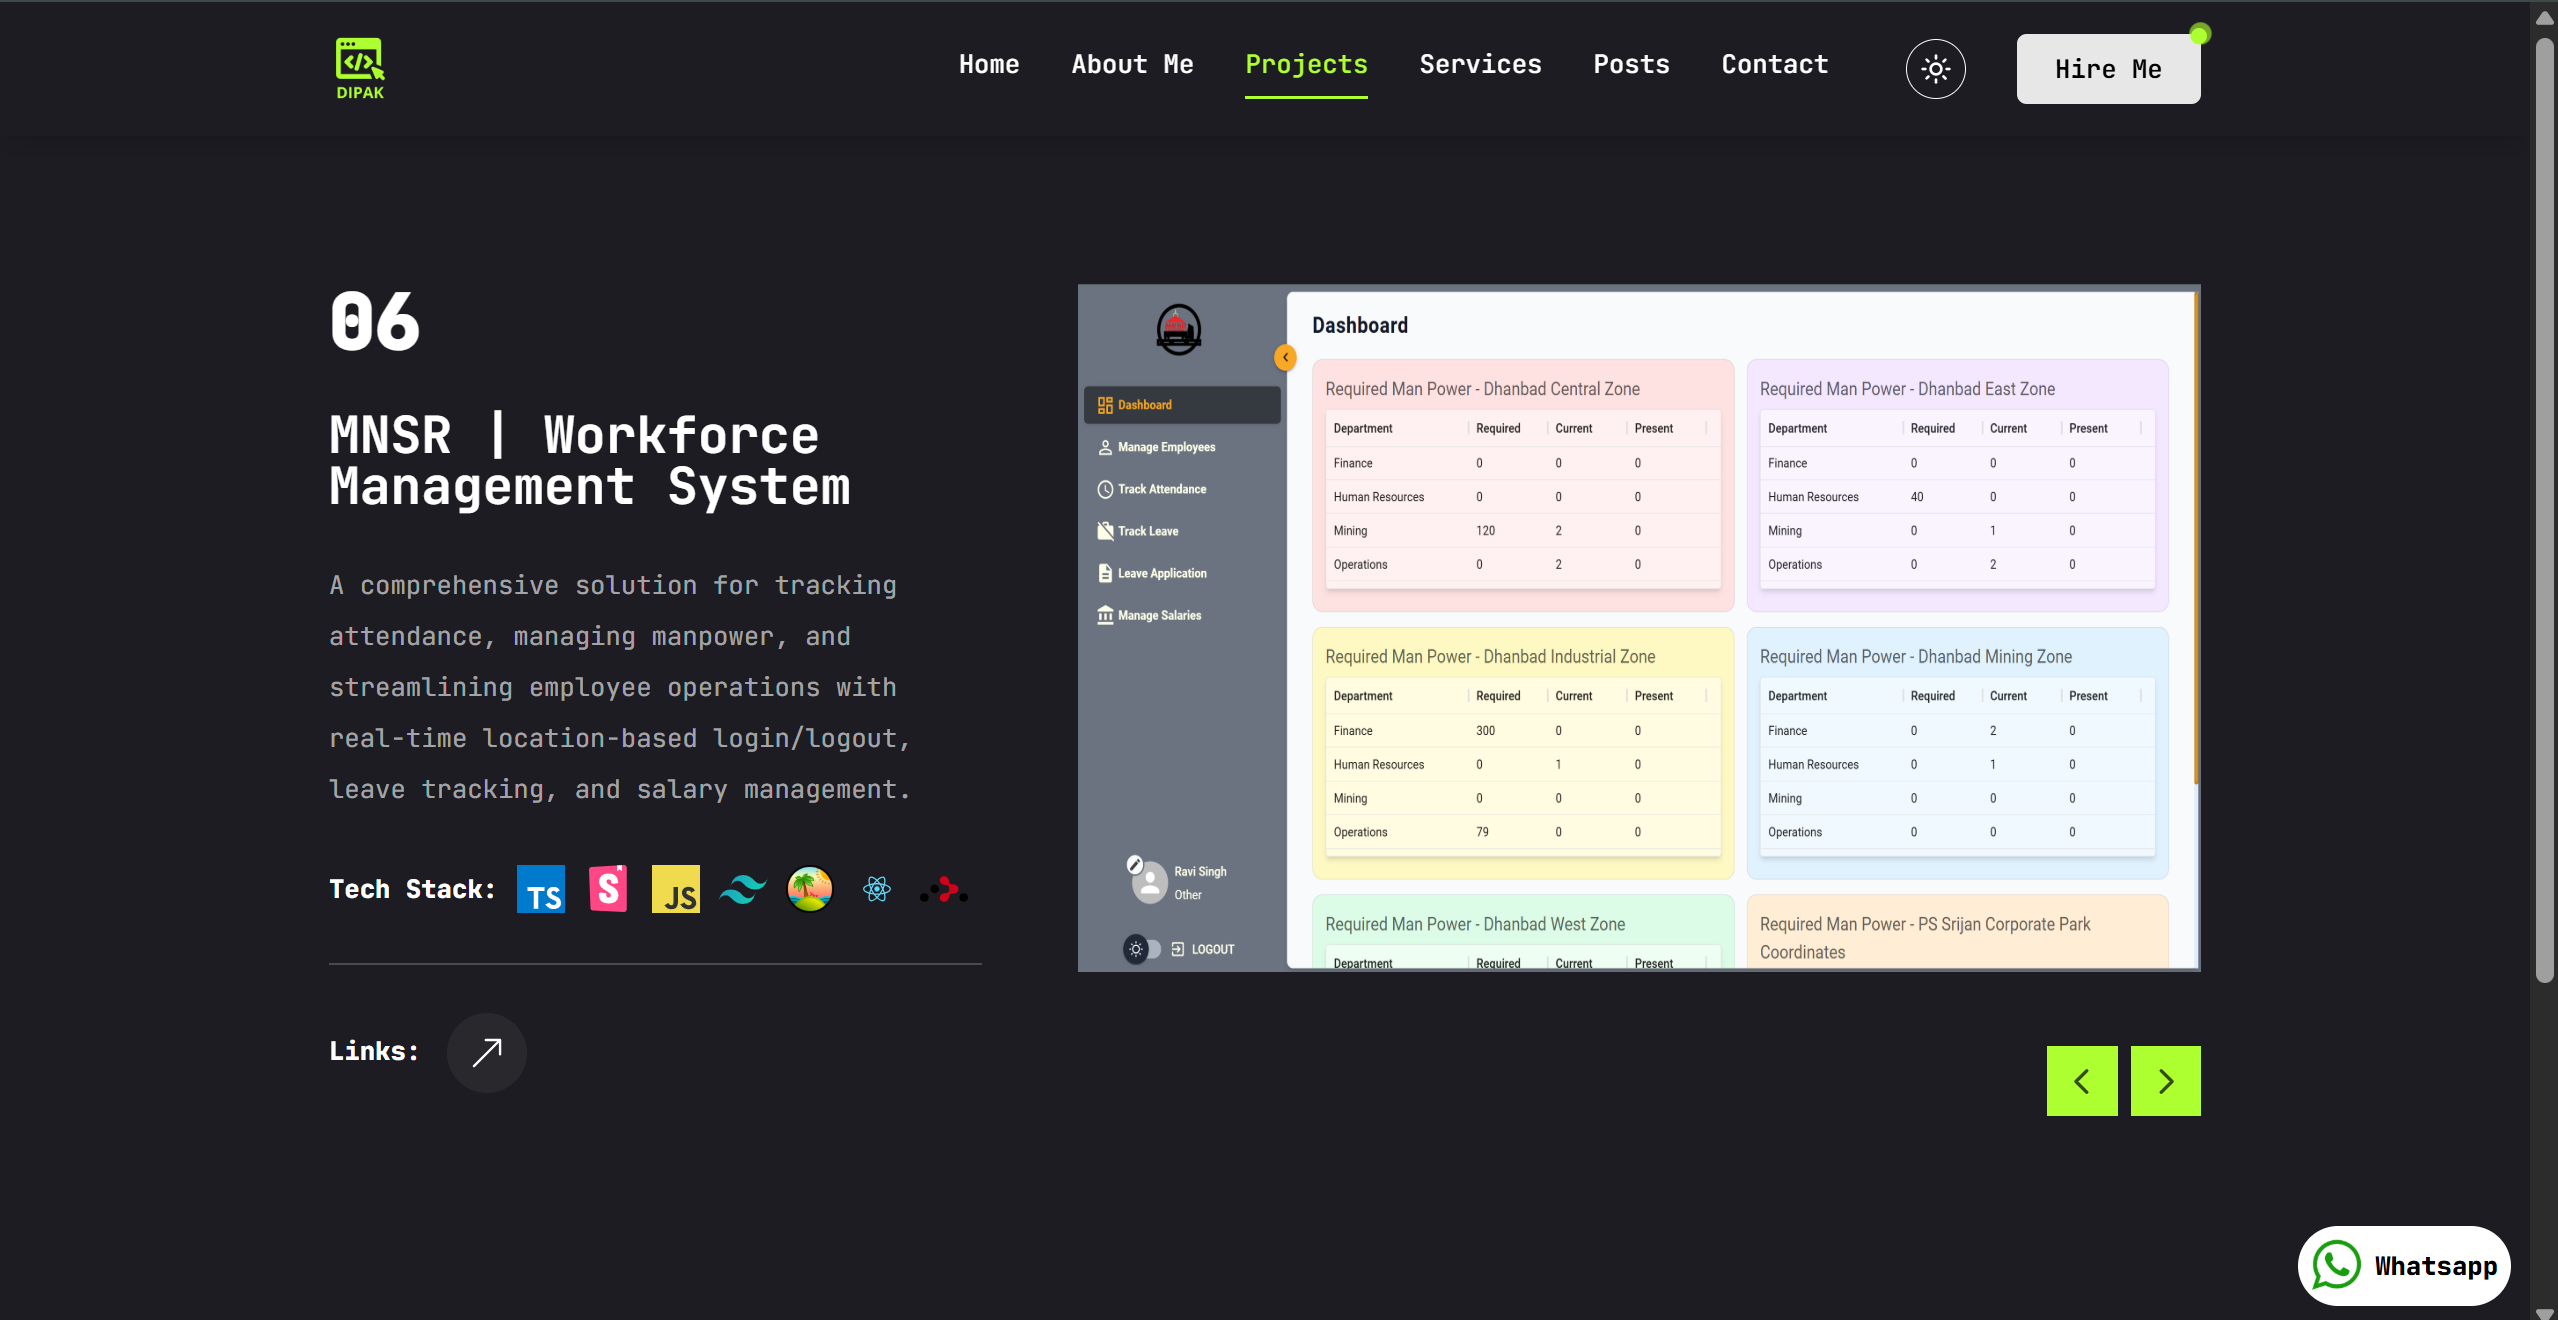 DIPAK
Home About Me Projects Services Posts Contact Hire Me
06
MNSR | Workforce
Management System
A comprehensive solution for tracking
attendance, managing manpower, and
streamlining employee operations with
real-time location-based login/logout,
leave tracking, and salary management.
Tech Stack: TS S JS
Links:
Dashboard
Manage Employees
Track Attendance
Track Leave
Leave Application
Manage Salaries
Ravi Singh
Other
LOGOUT
Dashboard
Required Man Power - Dhanbad Central Zone
Department Required Current Present
Finance 0 0 0
Human Resources 0 0 0
Mining 120 2 0
Operations 0 2 0
Required Man Power - Dhanbad East Zone
Department Required Current Present
Finance 0 0 0
Human Resources 40 0 0
Mining 0 1 0
Operations 0 2 0
Required Man Power - Dhanbad Industrial Zone
Department Required Current Present
Finance 300 0 0
Human Resources 0 1 0
Mining 0 0 0
Operations 79 0 0
Required Man Power - Dhanbad Mining Zone
Department Required Current Present
Finance 0 2 0
Human Resources 0 1 0
Mining 0 0 0
Operations 0 0 0
Required Man Power - Dhanbad West Zone
Department Required Current Present
Required Man Power - PS Srijan Corporate Park
Coordinates
Whatsapp